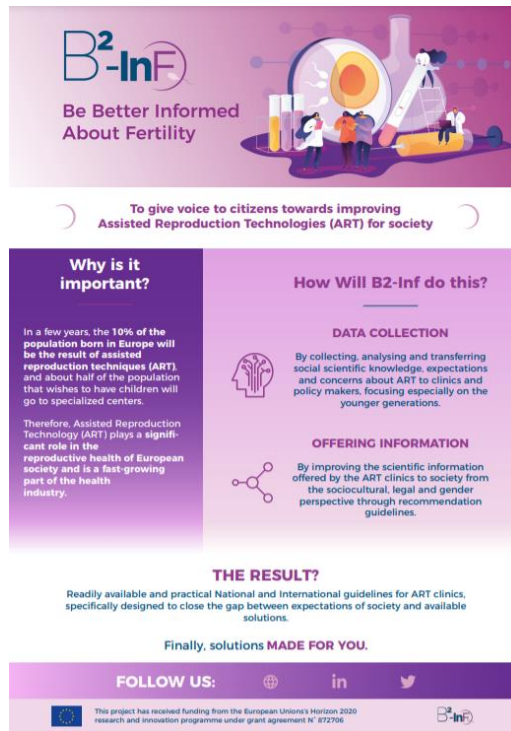 B²-InF
Be Better Informed
About Fertility
To give voice to citizens towards improving
Assisted Reproduction Technologies (ART) for society
Why is it
important?
In a few years, the 10% of the
population born in Europe will
be the result of assisted
reproduction techniques (ART),
and about half of the population
that wishes to have children will
go to specialized centers.
Therefore, Assisted Reproduction
Technology (ART) plays a signifi-
cant role in the
reproductive health of European
society and is a fast-growing
part of the health
industry.
How Will B2-Inf do this?
DATA COLLECTION
By collecting, analysing and transferring
social scientific knowledge, expectations
and concerns about ART to clinics and
policy makers, focusing especially on the
younger generations.
OFFERING INFORMATION
By improving the scientific information
offered by the ART clinics to society from
the sociocultural, legal and gender
perspective through recommendation
guidelines.
THE RESULT?
Readily available and practical National and International guidelines for ART clinics,
specifically designed to close the gap between expectations of society and available
solutions.
Finally, solutions MADE FOR YOU.
FOLLOW US:
in
This project has received funding from the European Unions's Horizon 2020
research and innovation programme under grant agreement N° 872706
B²-InF